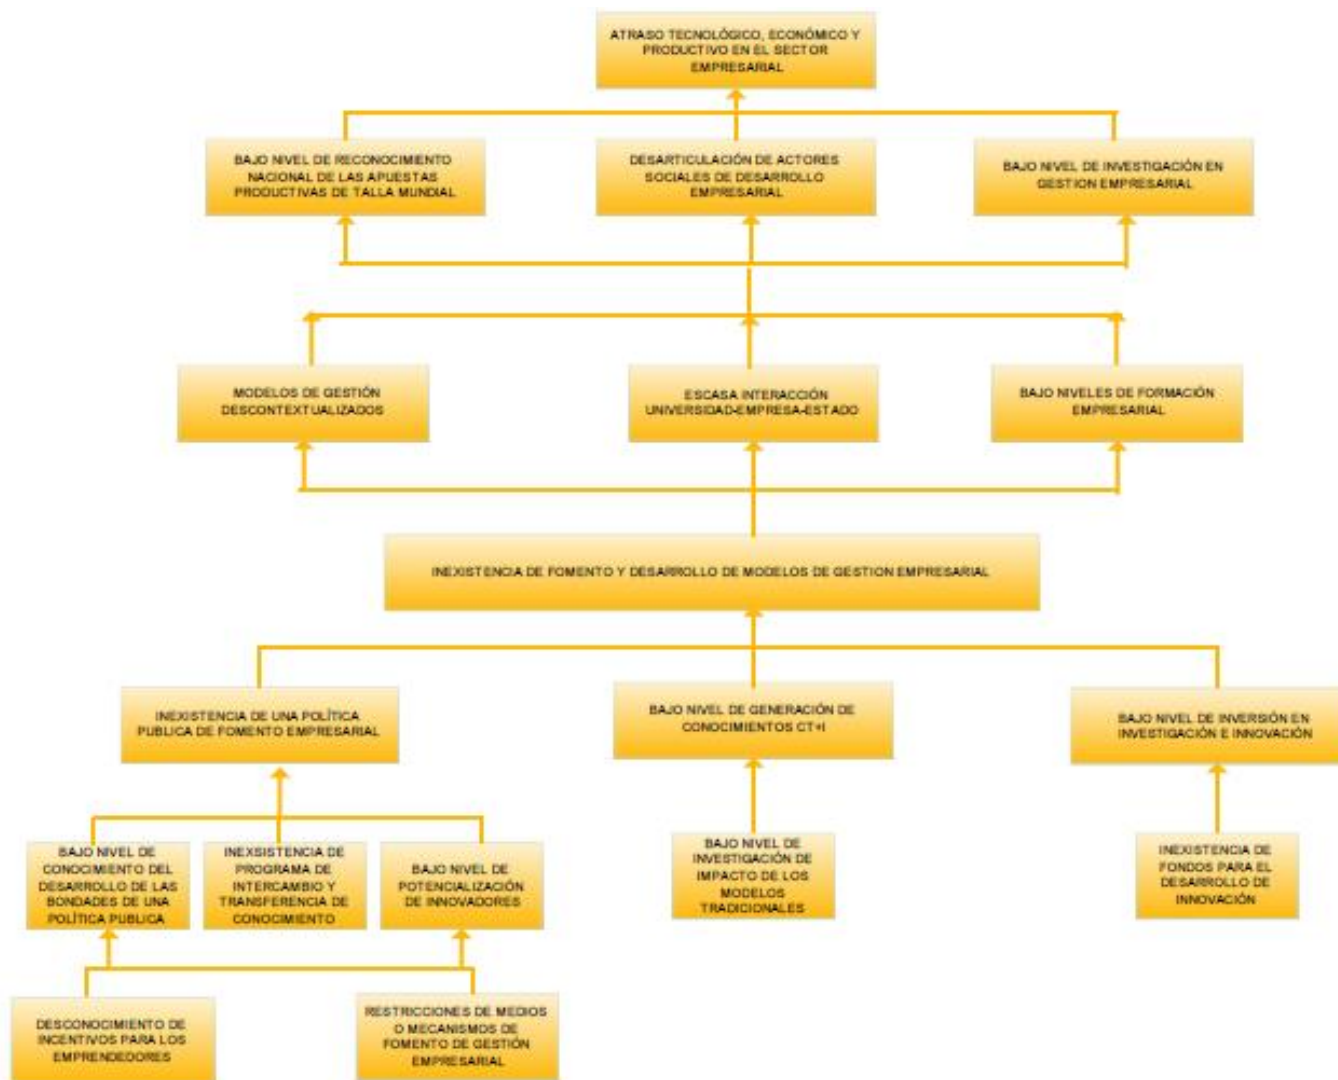 ATRASO TECNOLÓGICO, ECONÓMICO Y
PRODUCTIVO EN EL SECTOR
EMPRESARIAL
BAJO NIVEL DE RECONOCIMIENTO
NACIONAL DE LAS APUESTAS
PRODUCTIVAS DE TALLA MUNDIAL
DESARTICULACIÓN DE ACTORES
SOCIALES DE DESARROLLO
EMPRESARIAL
BAJO NIVEL DE INVESTIGACIÓN EN
GESTION EMPRESARIAL
MODELOS DE GESTIÓN
DESCONTEXTUALIZADOS
ESCASA INTERACCIÓN
UNIVERSIDAD-EMPRESA-ESTADO
BAJO NIVELES DE FORMACIÓN
EMPRESARIAL
INEXISTENCIA DE FOMENTO Y DESARROLLO DE MODELOS DE GESTION EMPRESARIAL
INEXISTENCIA DE UNA POLÍTICA
PUBLICA DE FOMENTO EMPRESARIAL
BAJO NIVEL DE GENERACIÓN DE
CONOCIMIENTOS CT+I
BAJO NIVEL DE INVERSIÓN EN
INVESTIGACIÓN E INNOVACIÓN
BAJO NIVEL DE
CONOCIMIENTO DEL
DESARROLLO DE LAS
BONDADES DE UNA
POLÍTICA PUBLICA
INEXSISTENCIA DE
PROGRAMA DE
INTERCAMBIO Y
TRANSFERENCIA DE
CONOCIMIENTO
BAJO NIVEL DE
POTENCIALIZACIÓN
DE INNOVADORES
BAJO NIVEL DE
INVESTIGACIÓN DE
IMPACTO DE LOS
MODELOS
TRADICIONALES
INEXISTENCIA DE
FONDOS PARA EL
DESARROLLO DE
INNOVACIÓN
DESCONOCIMIENTO DE
INCENTIVOS PARA LOS
EMPRENDEDORES
RESTRICCIONES DE MEDIOS
O MECANISMOS DE
FOMENTO DE GESTIÓN
EMPRESARIAL